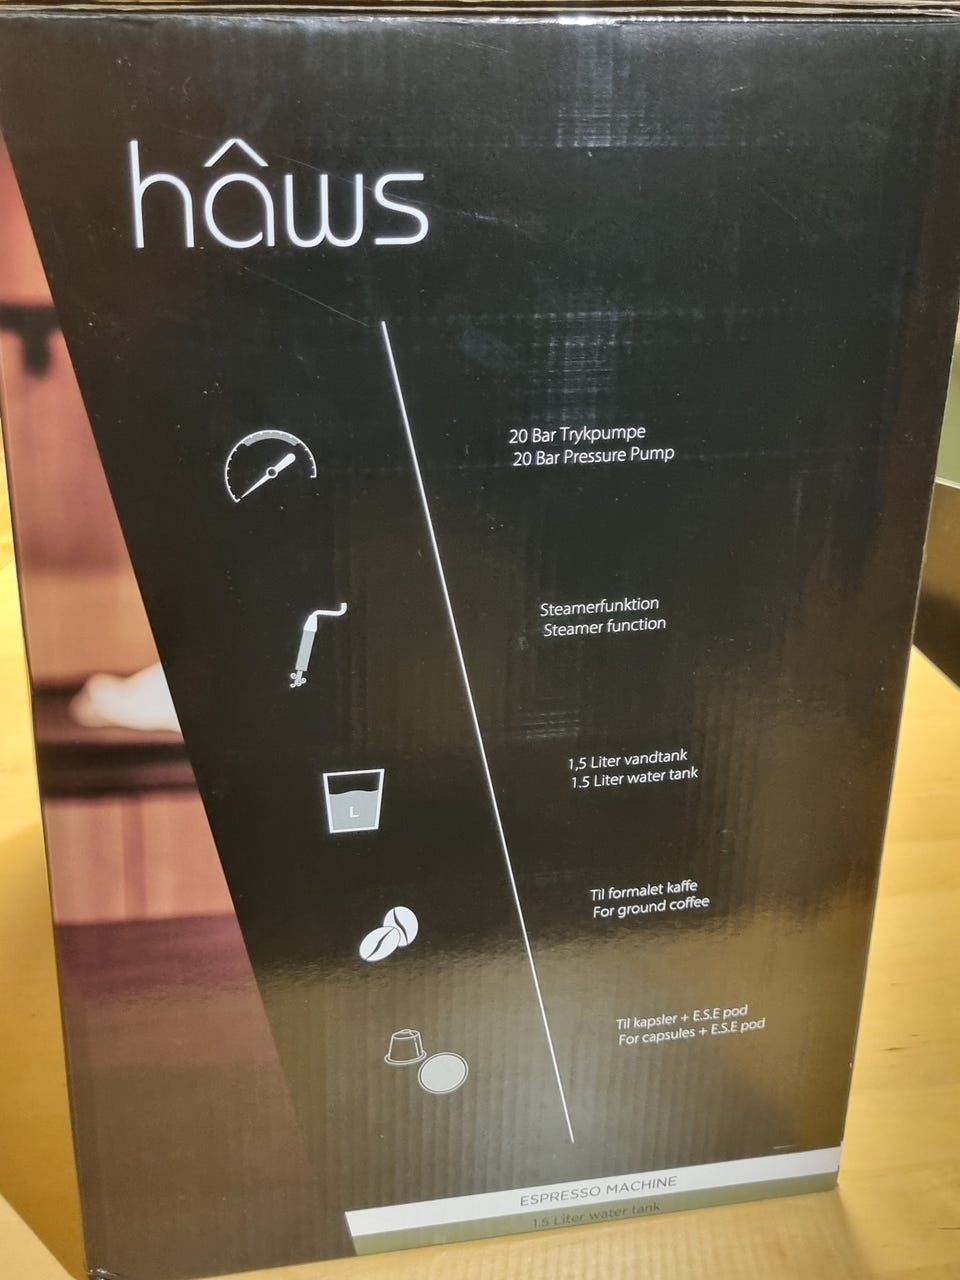 hâws
20 Bar Trykpumpe
20 Bar Pressure Pump
Steamerfunktion
Steamer function
1,5 Liter vandtank
1.5 Liter water tank
L
Til formalet kaffe
For ground coffee
Til kapsler + E.S.E pod
For capsules + E.S.E pod
ESPRESSO MACHINE
1.5 Liter water tank